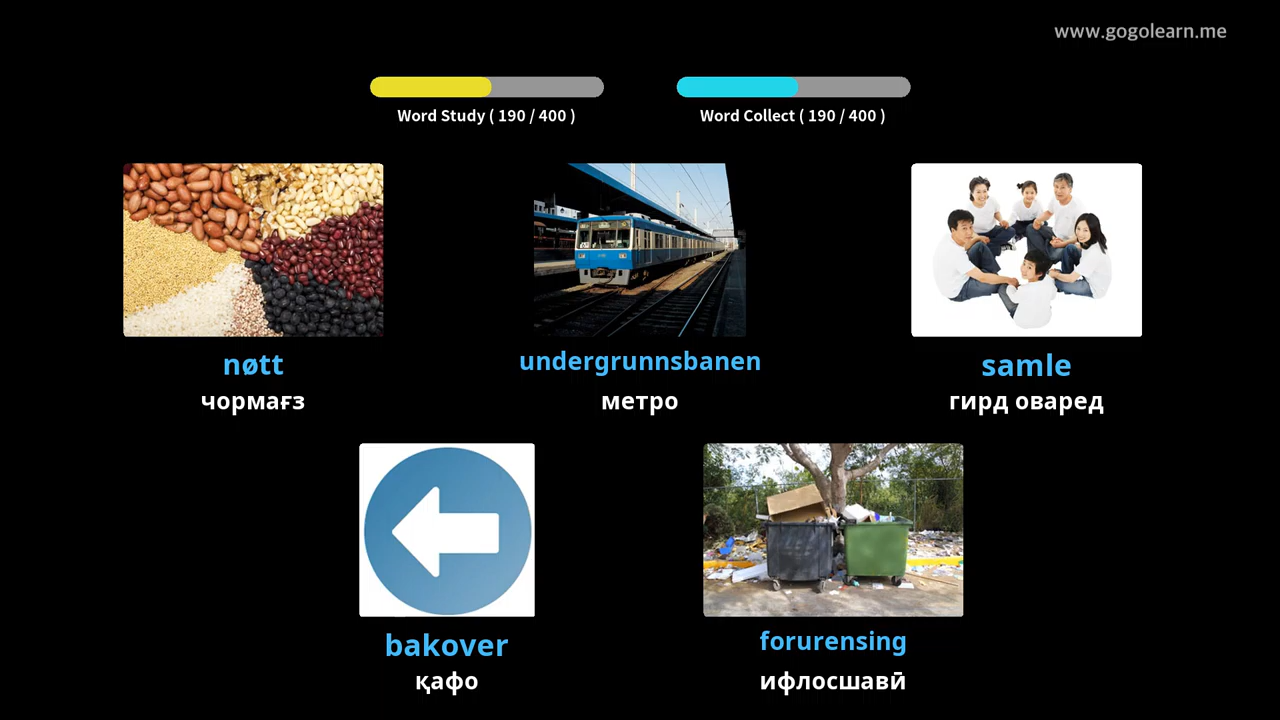 www.gogolearn.me
Word Study ( 190 / 400 )
Word Collect ( 190 / 400 )
nøtt
чормағз
undergrunnsbanen
метро
samle
гирд оваред
bakover
қафо
forurensing
ифлосшавӣ